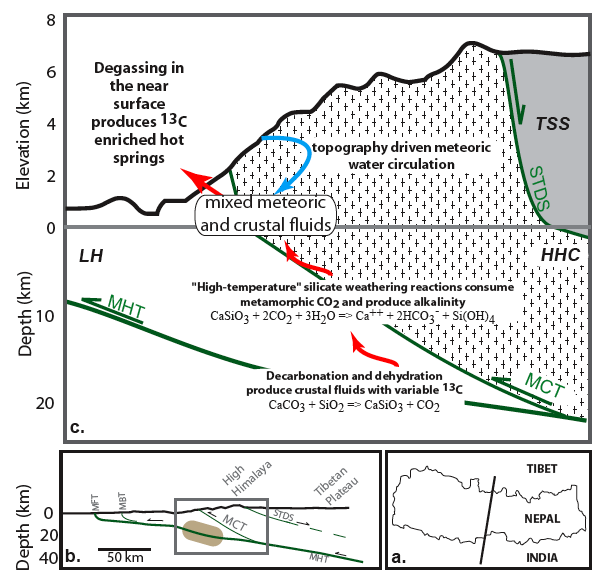 8
6
4
2
0
10
20
Elevation (km)
Depth (km)
Degassing in
the near
surface
produces ¹³C
enriched hot
springs
topography driven meteoric
water circulation
TSS
STDS
mixed meteoric
and crustal fluids
LH
HHC
"High-temperature" silicate weathering reactions consume
metamorphic CO₂ and produce alkalinity
CaSiO₃ + 2CO₂ + 3H₂O => Ca⁺⁺ + 2HCO₃⁻ + Si(OH)₄
MHT
Decarbonation and dehydration
produce crustal fluids with variable ¹³C
CaCO₃ + SiO₂ => CaSiO₃ + CO₂
MCT
c.
Depth (km)
0
20
40
MFT
MBT
High
Himalaya
Tibetan
Plateau
STDS
MCT
MHT
50 km
b.
TIBET
NEPAL
INDIA
a.